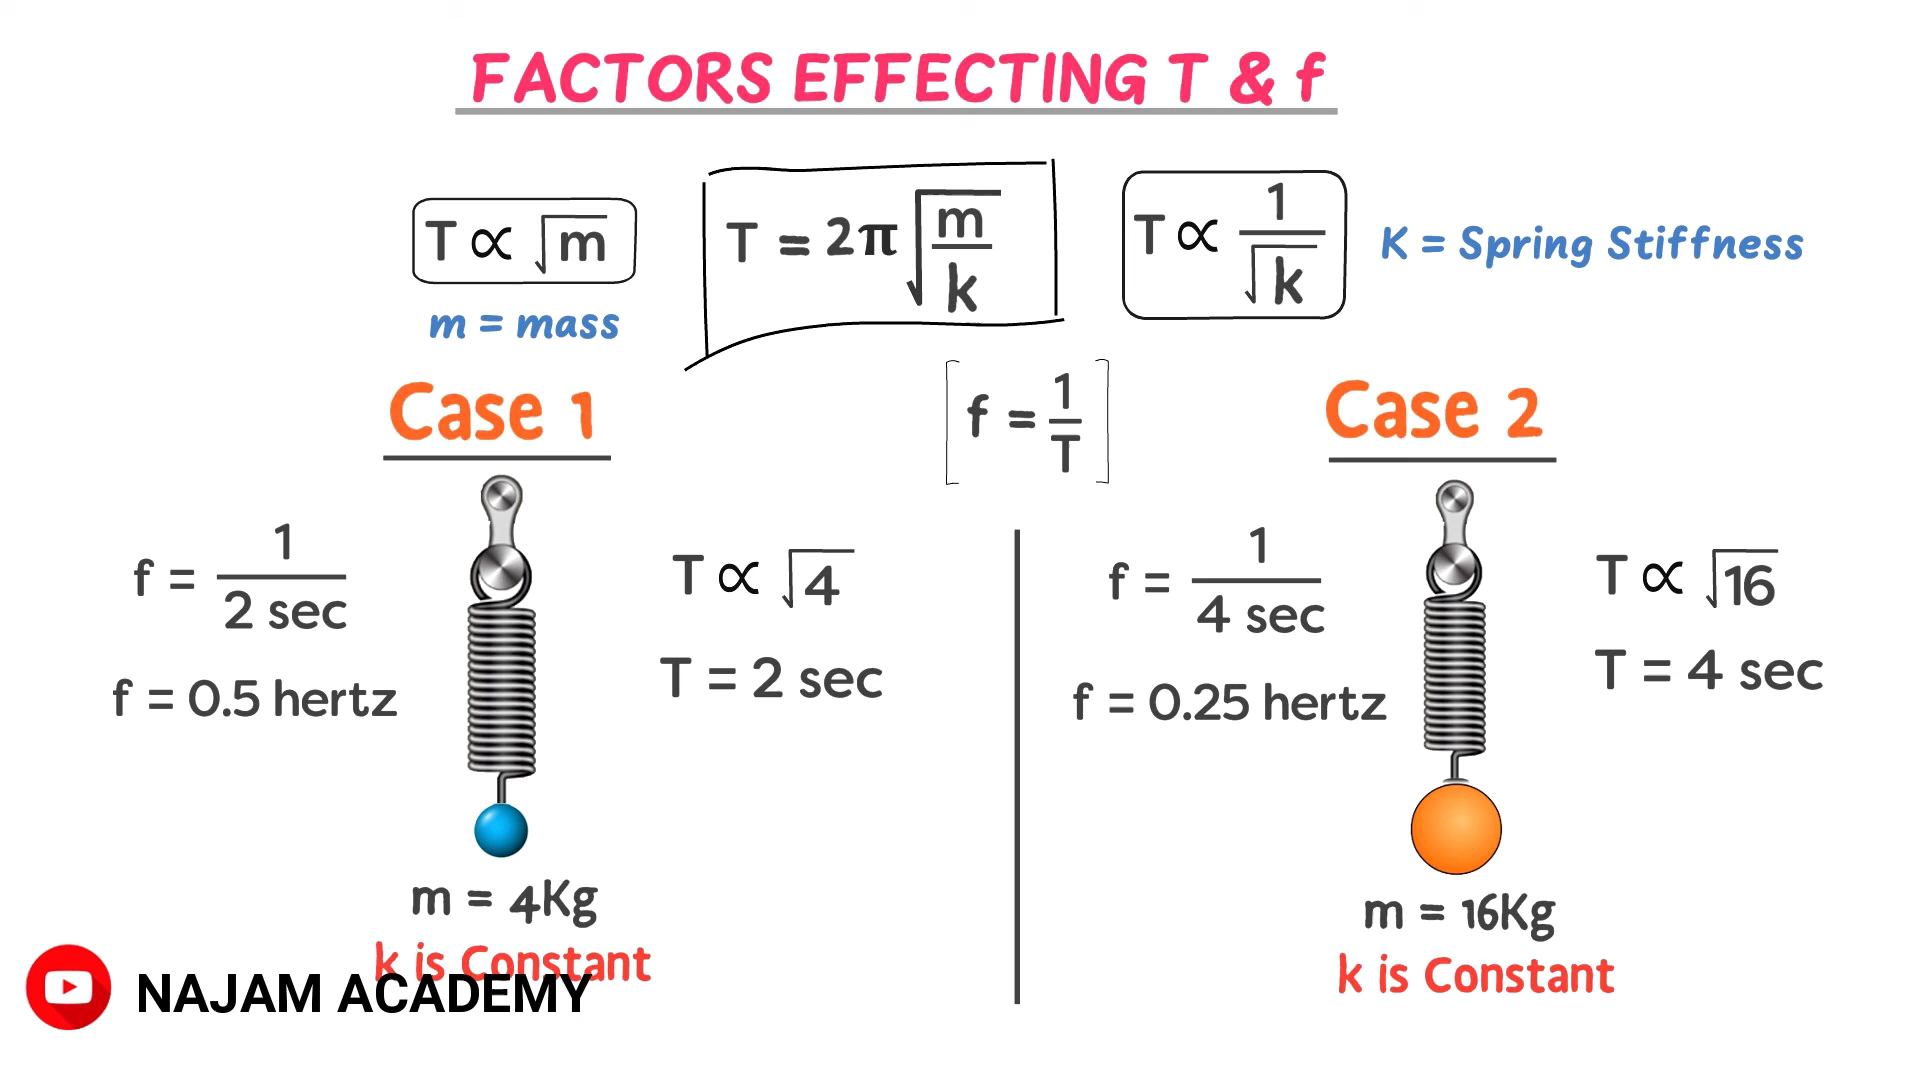 FACTORS EFFECTING T & f
T ∝ √m
m = mass
T = 2π √(m/k)
T ∝ 1/√k
K = Spring Stiffness
f = 1/T
Case 1
f = 1/2 sec
f = 0.5 hertz
T ∝ √4
T = 2 sec
m = 4Kg
k is Constant
Case 2
f = 1/4 sec
f = 0.25 hertz
T ∝ √16
T = 4 sec
m = 16Kg
k is Constant
NAJAM ACADEMY